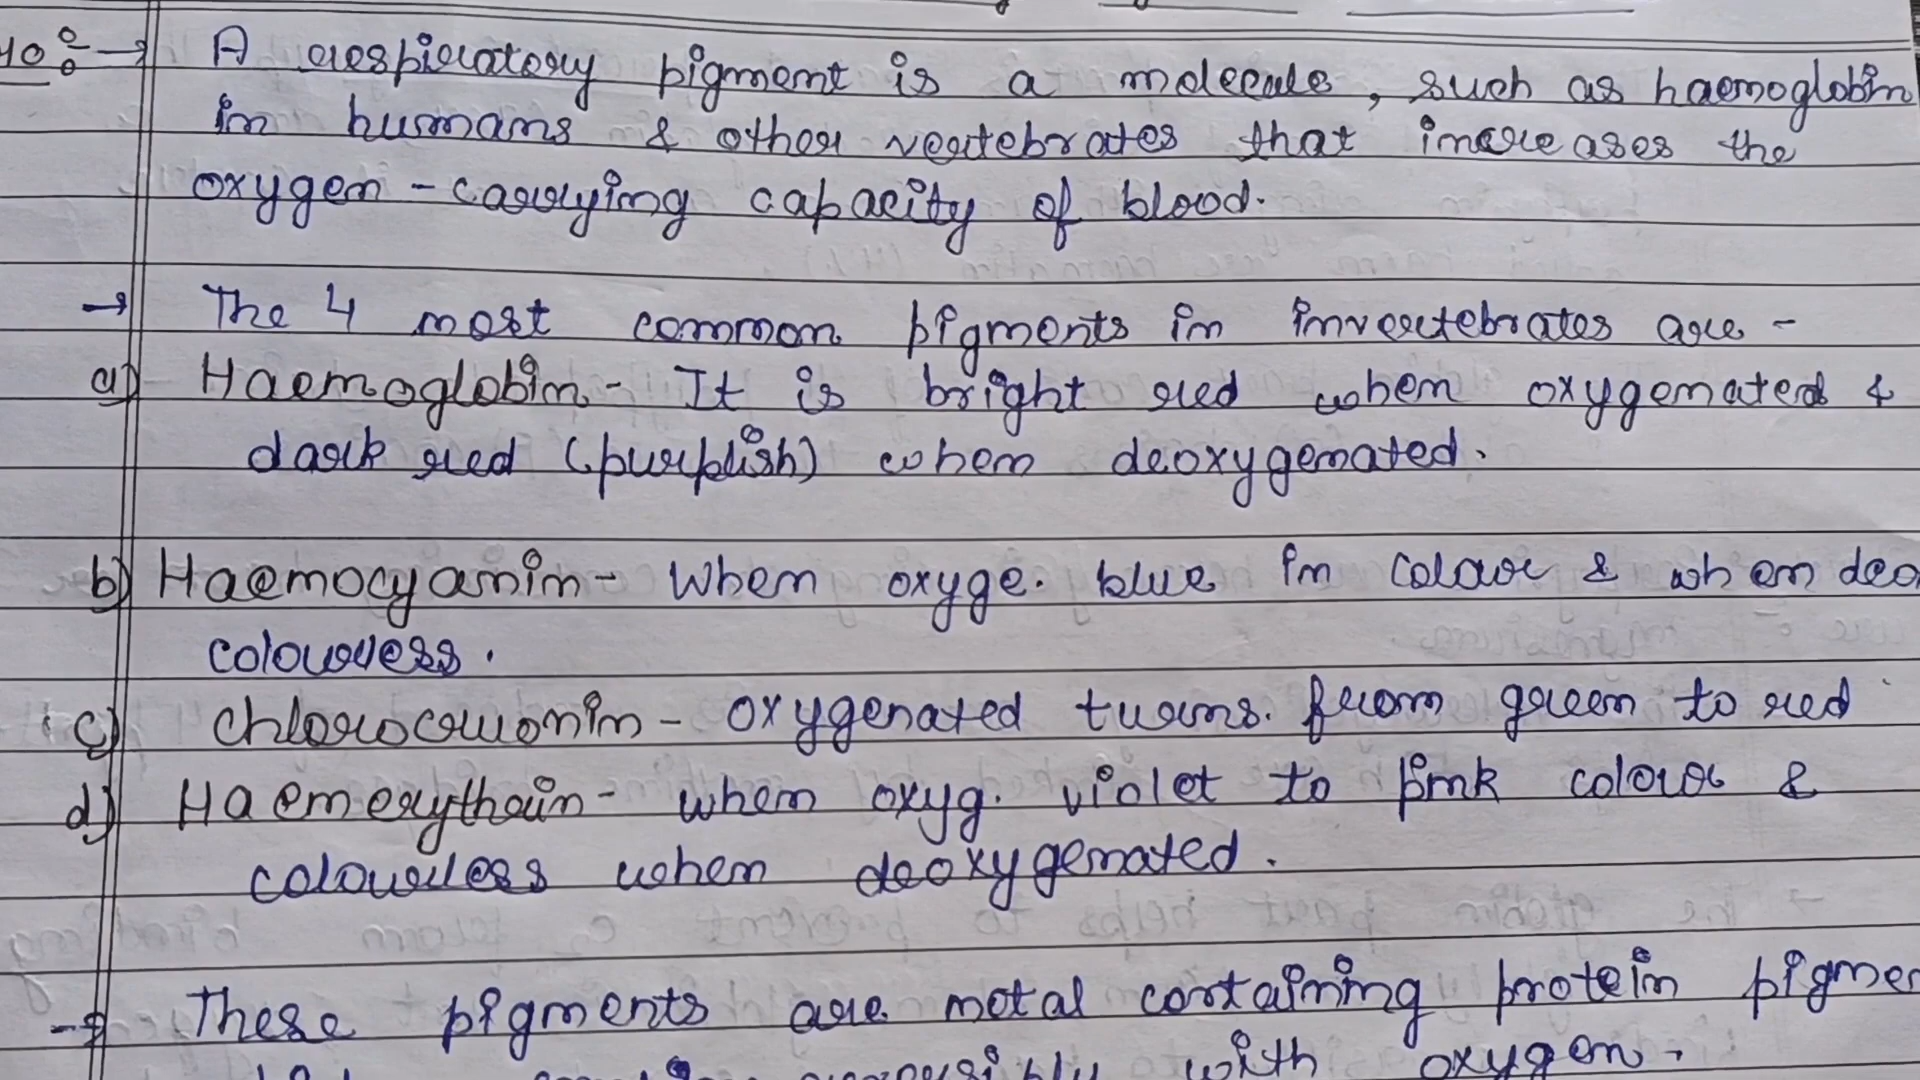 40:→ A respiratory pigment is a molecule, such as haemoglobin
in humans & other vertebrates that increases the
oxygen-carrying capacity of blood.
→ The 4 most common pigments in invertebrates are -
a) Haemoglobin - It is bright red when oxygenated &
dark red (purplish) when deoxygenated.
b) Haemocyanin - When oxyge. blue in colour & when deo
colourless.
c) Chlorocruonin - oxygenated turns. from green to red
d) Haemerythrin - when oxyg. violet to pink colour &
colourless when deoxygenated.
→ These pigments are metal containing protein pigmen
with oxygen.